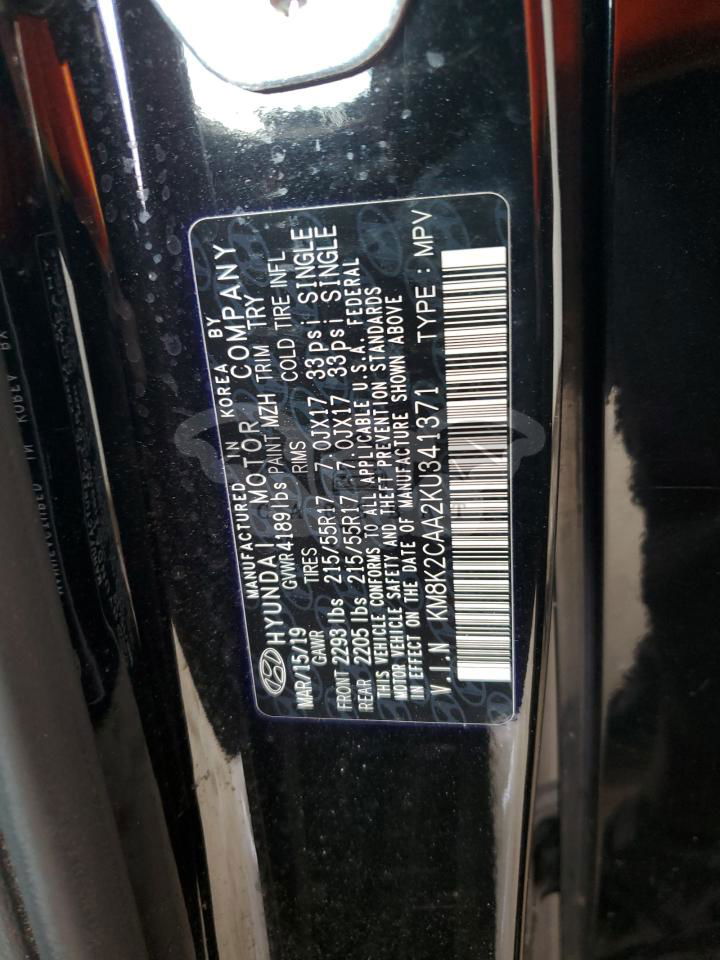 MANUFACTURED IN KOREA BY
HYUNDAI MOTOR COMPANY
MAR/15/19 GVWR 4189 lbs PAINT MZH TRIM TRY
GAWR TIRES RMS COLD TIRE INFL
FRONT 2293 lbs 215/55R17 7.0JX17 33psi SINGLE
REAR 2205 lbs 215/55R17 7.0JX17 33psi SINGLE
THIS VEHICLE CONFORMS TO ALL APPLICABLE U.S.A. FEDERAL
MOTOR VEHICLE SAFETY AND THEFT PREVENTION STANDARDS
IN EFFECT ON THE DATE OF MANUFACTURE SHOWN ABOVE
V.I.N KM8K2CAA2KU341371 TYPE : MPV